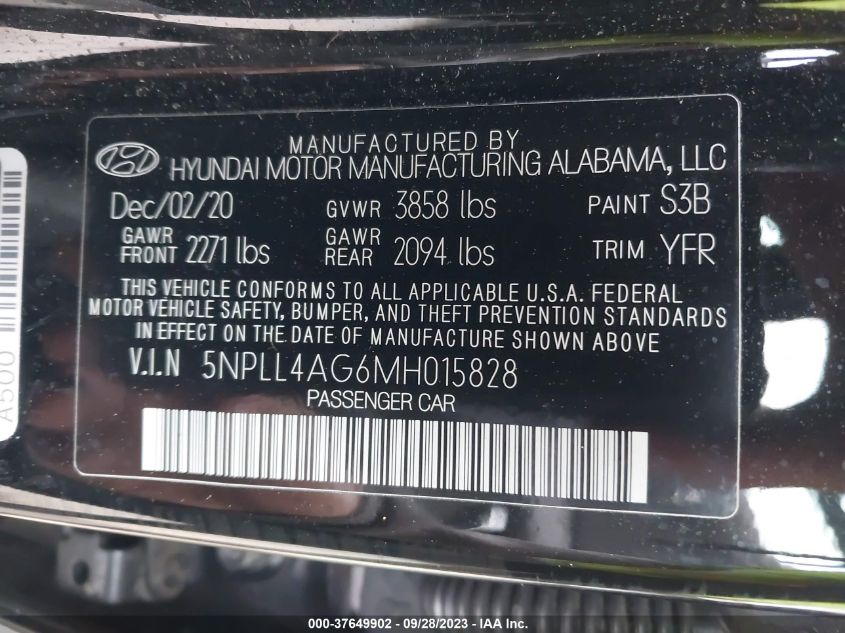 MANUFACTURED BY
HYUNDAI MOTOR MANUFACTURING ALABAMA, LLC
Dec/02/20 GVWR 3858 lbs PAINT S3B
GAWR FRONT 2271 lbs GAWR REAR 2094 lbs TRIM YFR
THIS VEHICLE CONFORMS TO ALL APPLICABLE U.S.A. FEDERAL
MOTOR VEHICLE SAFETY, BUMPER, AND THEFT PREVENTION STANDARDS
IN EFFECT ON THE DATE OF MANUFACTURE SHOWN ABOVE
V.I.N 5NPLL4AG6MH015828
PASSENGER CAR
A500
000-37649902 - 09/28/2023 - IAA Inc.